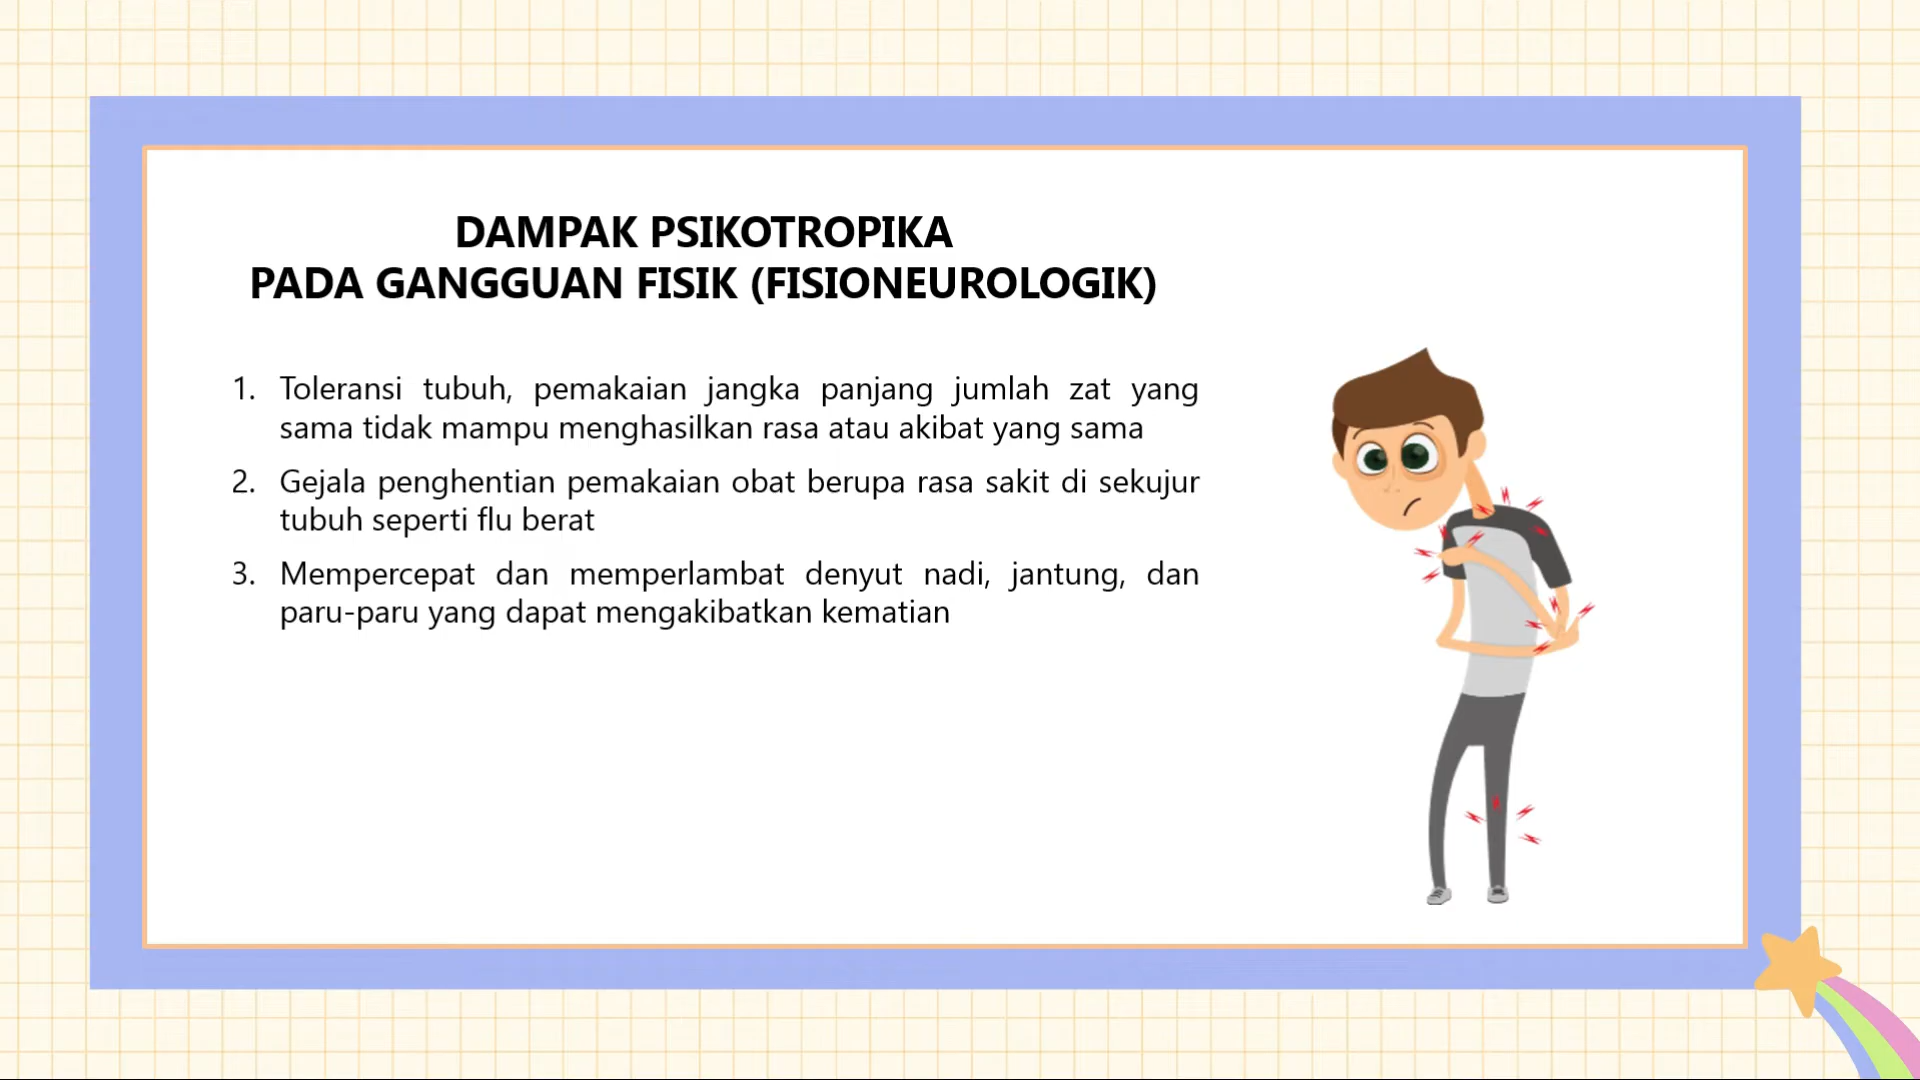 DAMPAK PSIKOTROPIKA
PADA GANGGUAN FISIK (FISIONEUROLOGIK)
1. Toleransi tubuh, pemakaian jangka panjang jumlah zat yang
sama tidak mampu menghasilkan rasa atau akibat yang sama
2. Gejala penghentian pemakaian obat berupa rasa sakit di sekujur
tubuh seperti flu berat
3. Mempercepat dan memperlambat denyut nadi, jantung, dan
paru-paru yang dapat mengakibatkan kematian